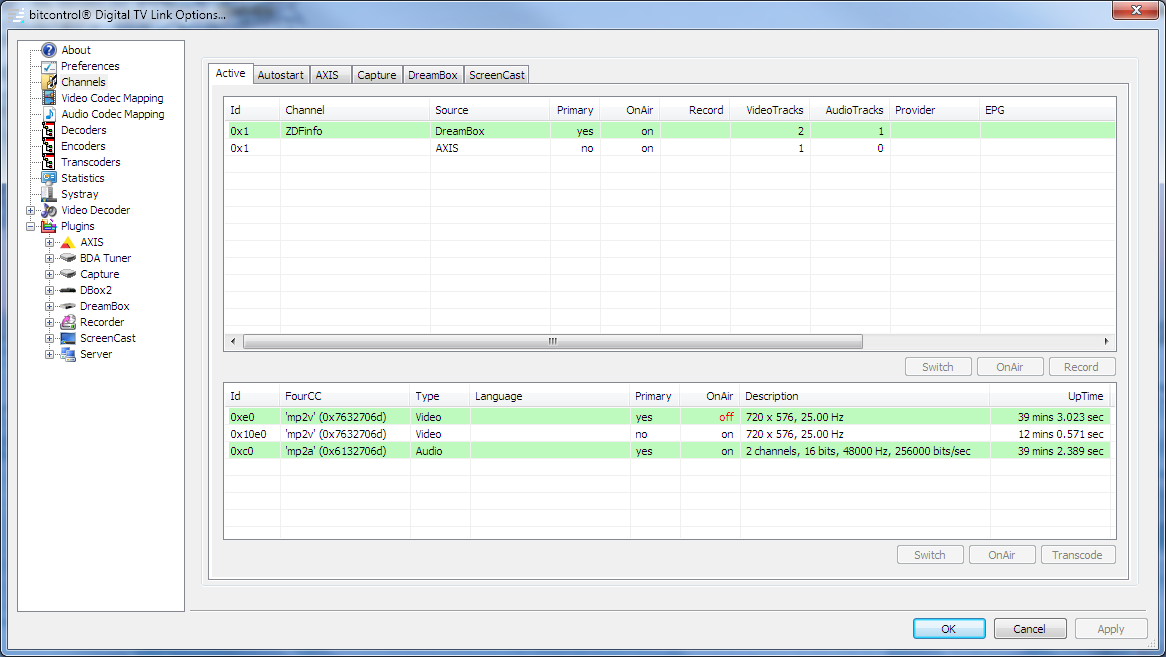 bitcontrol® Digital TV Link Options...
About
Preferences
Channels
Video Codec Mapping
Audio Codec Mapping
Decoders
Encoders
Transcoders
Statistics
Systray
Video Decoder
Plugins
AXIS
BDA Tuner
Capture
DBox2
DreamBox
Recorder
ScreenCast
Server
Active Autostart AXIS Capture DreamBox ScreenCast
Id Channel Source Primary OnAir Record VideoTracks AudioTracks Provider EPG
0x1 ZDFinfo DreamBox yes on 2 1
0x1 AXIS no on 1 0
Switch OnAir Record
Id FourCC Type Language Primary OnAir Description UpTime
0xe0 'mp2v' (0x7632706d) Video yes off 720 x 576, 25.00 Hz 39 mins 3.023 sec
0x10e0 'mp2v' (0x7632706d) Video no on 720 x 576, 25.00 Hz 12 mins 0.571 sec
0xc0 'mp2a' (0x6132706d) Audio yes on 2 channels, 16 bits, 48000 Hz, 256000 bits/sec 39 mins 2.389 sec
Switch OnAir Transcode
OK Cancel Apply